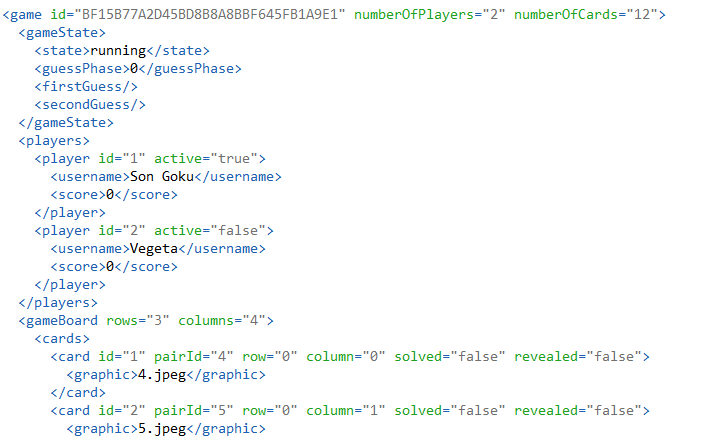 <game id="BF15B77A2D45BD8B8A8BBF645FB1A9E1" numberOfPlayers="2" numberOfCards="12">
<gameState>
<state>running</state>
<guessPhase>0</guessPhase>
<firstGuess/>
<secondGuess/>
</gameState>
<players>
<player id="1" active="true">
<username>Son Goku</username>
<score>0</score>
</player>
<player id="2" active="false">
<username>Vegeta</username>
<score>0</score>
</player>
</players>
<gameBoard rows="3" columns="4">
<cards>
<card id="1" pairId="4" row="0" column="0" solved="false" revealed="false">
<graphic>4.jpeg</graphic>
</card>
<card id="2" pairId="5" row="0" column="1" solved="false" revealed="false">
<graphic>5.jpeg</graphic>